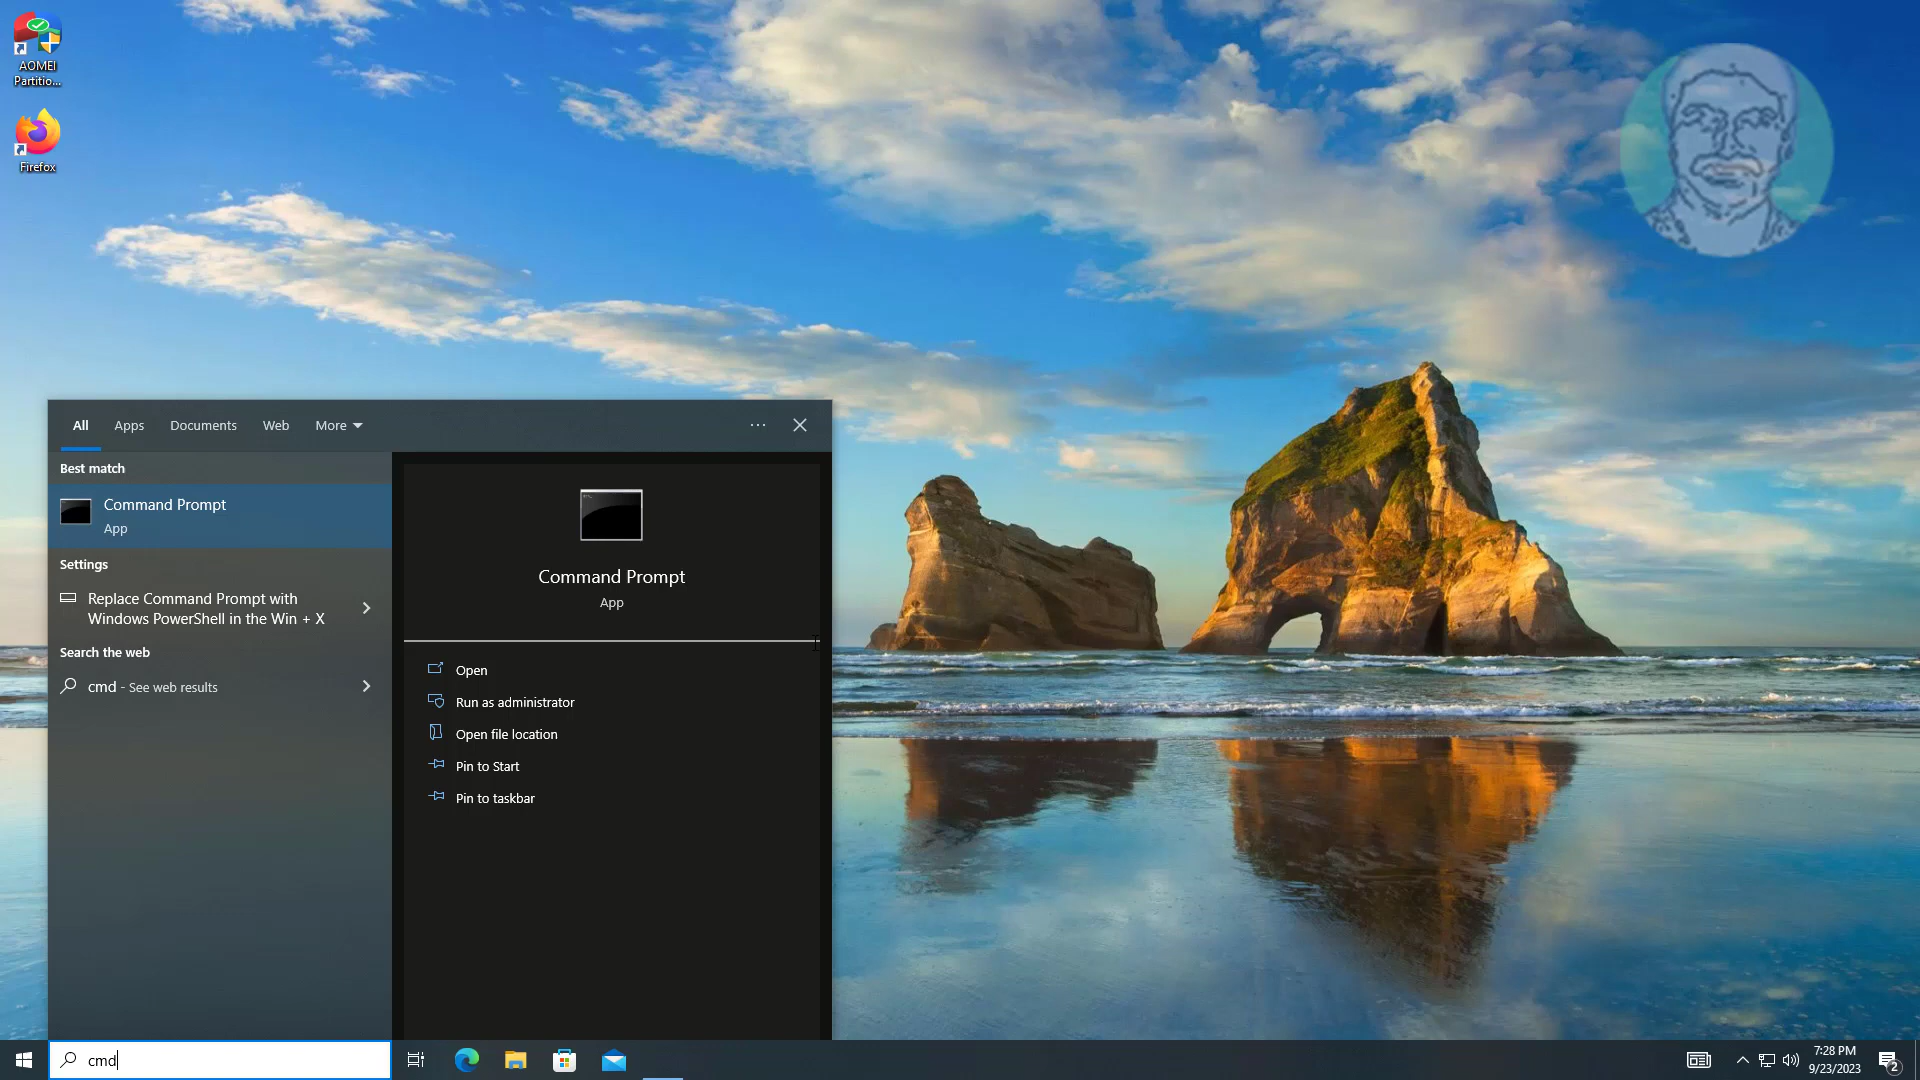 AOMEI
Partitio...
Firefox
All
Apps
Documents
Web
More
Best match
Command Prompt
App
Settings
Replace Command Prompt with
Windows PowerShell in the Win + X
Search the web
cmd - See web results
Command Prompt
App
Open
Run as administrator
Open file location
Pin to Start
Pin to taskbar
cmd
7:28 PM
9/23/2023
2